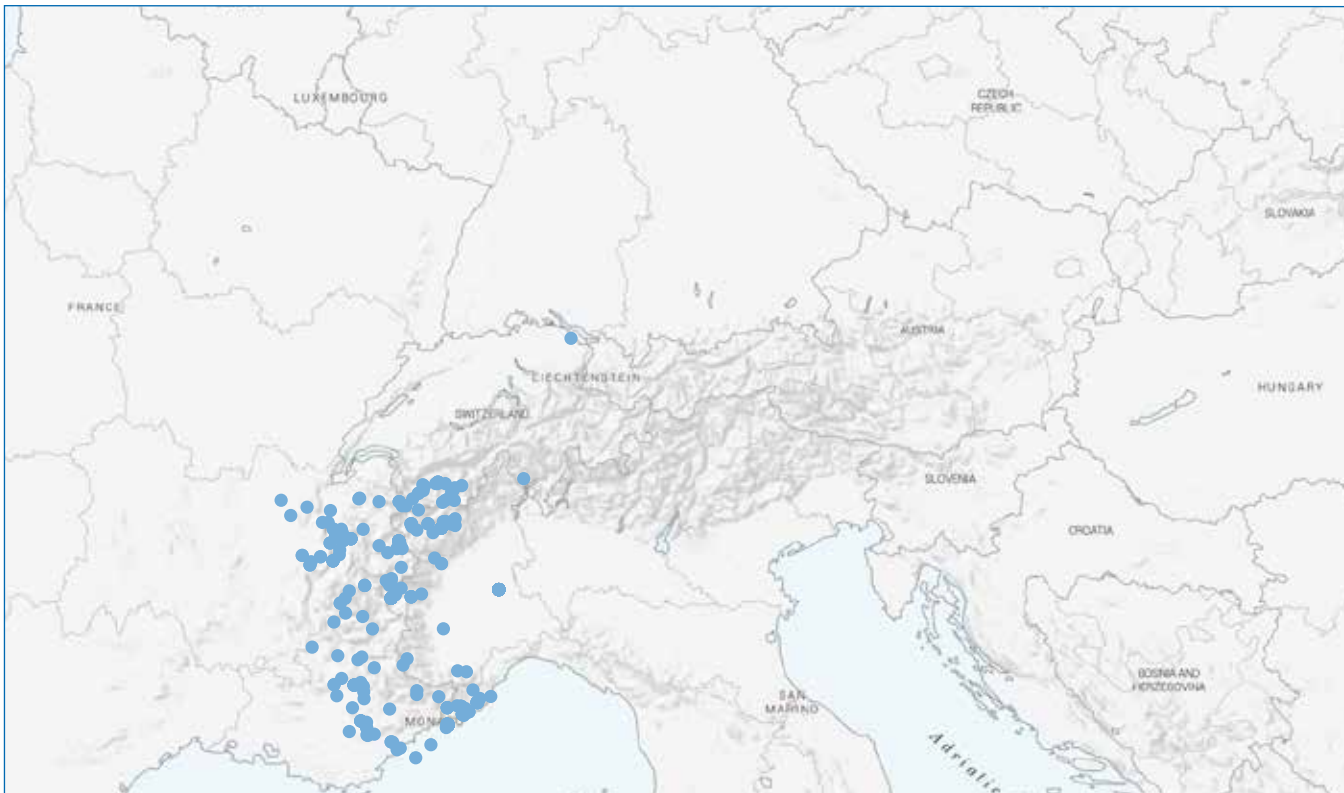 LUXEMBOURG
CZECH
REPUBLIC
SLOVAKIA
FRANCE
AUSTRIA
LIECHTENSTEIN
HUNGARY
SWITZERLAND
SLOVENIA
CROATIA
BOSNIA AND
HERZEGOVINA
SAN
MARINO
Adriatic